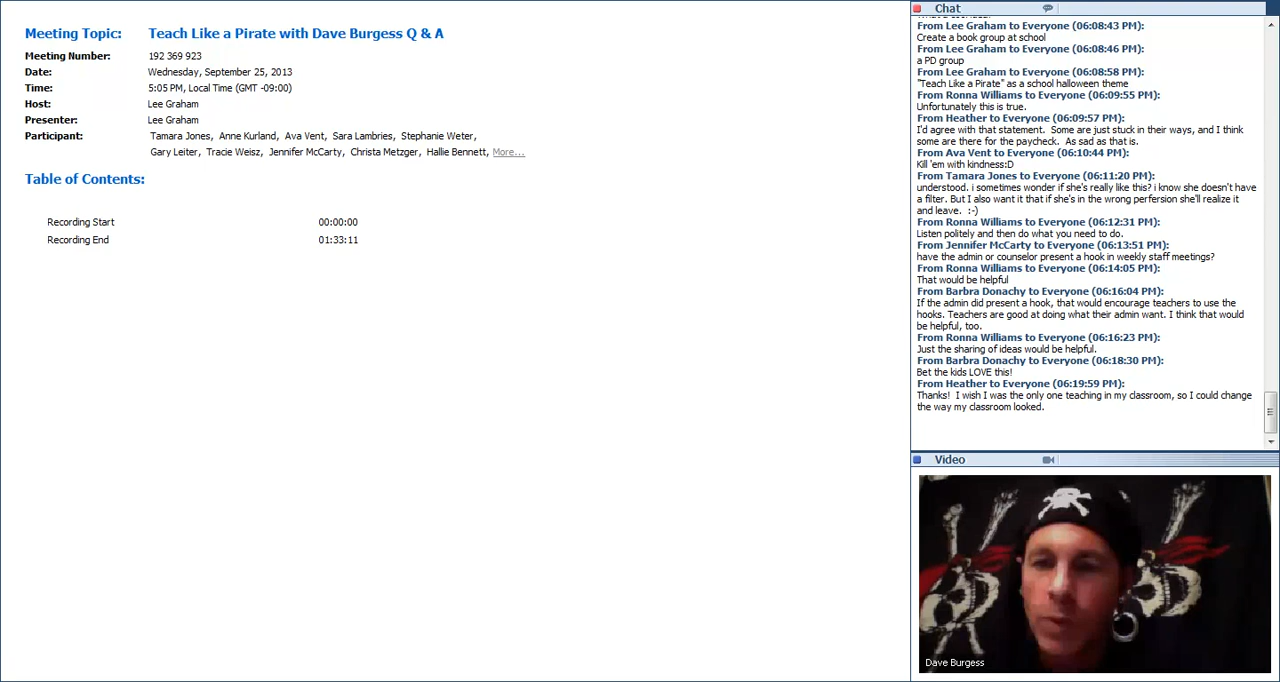 Meeting Topic: Teach Like a Pirate with Dave Burgess Q & A
Meeting Number: 192 369 923
Date: Wednesday, September 25, 2013
Time: 5:05 PM, Local Time (GMT -09:00)
Host: Lee Graham
Presenter: Lee Graham
Participant: Tamara Jones, Anne Kurland, Ava Vent, Sara Lambries, Stephanie Weter,
Gary Leiter, Tracie Weisz, Jennifer McCarty, Christa Metzger, Hallie Bennett, More...
Table of Contents:
Recording Start 00:00:00
Recording End 01:33:11
Chat
From Lee Graham to Everyone (06:08:43 PM):
Create a book group at school
From Lee Graham to Everyone (06:08:46 PM):
a PD group
From Lee Graham to Everyone (06:08:58 PM):
"Teach Like a Pirate" as a school halloween theme
From Ronna Williams to Everyone (06:09:55 PM):
Unfortunately this is true.
From Heather to Everyone (06:09:57 PM):
I'd agree with that statement. Some are just stuck in their ways, and I think
some are there for the paycheck. As sad as that is.
From Ava Vent to Everyone (06:10:44 PM):
Kill 'em with kindness:D
From Tamara Jones to Everyone (06:11:20 PM):
understood. i sometimes wonder if she's really like this? i know she doesn't have
a filter. But I also want it that if she's in the wrong perfersion she'll realize it
and leave. :-)
From Ronna Williams to Everyone (06:12:31 PM):
Listen politely and then do what you need to do.
From Jennifer McCarty to Everyone (06:13:51 PM):
have the admin or counselor present a hook in weekly staff meetings?
From Ronna Williams to Everyone (06:14:05 PM):
That would be helpful
From Barbra Donachy to Everyone (06:16:04 PM):
If the admin did present a hook, that would encourage teachers to use the
hooks. Teachers are good at doing what their admin want. I think that would
be helpful, too.
From Ronna Williams to Everyone (06:16:23 PM):
Just the sharing of ideas would be helpful.
From Barbra Donachy to Everyone (06:18:30 PM):
Bet the kids LOVE this!
From Heather to Everyone (06:19:59 PM):
Thanks! I wish I was the only one teaching in my classroom, so I could change
the way my classroom looked.
Video
Dave Burgess